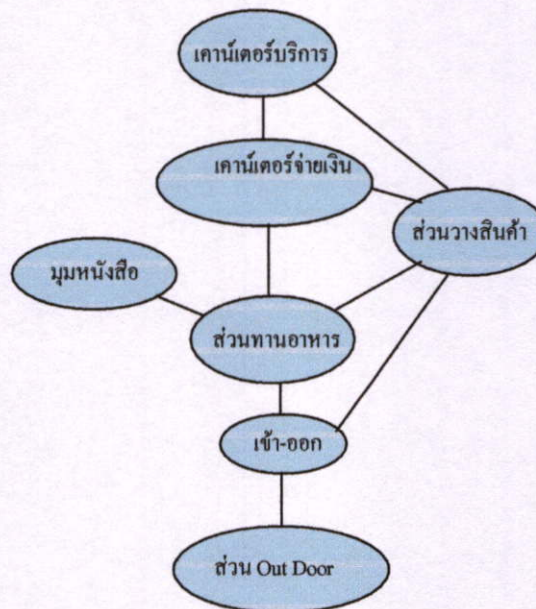 เคาน์เตอร์บริการ
เคาน์เตอร์จ่ายเงิน
ส่วนวางสินค้า
มุมหนังสือ
ส่วนทานอาหาร
เข้า-ออก
ส่วน Out Door